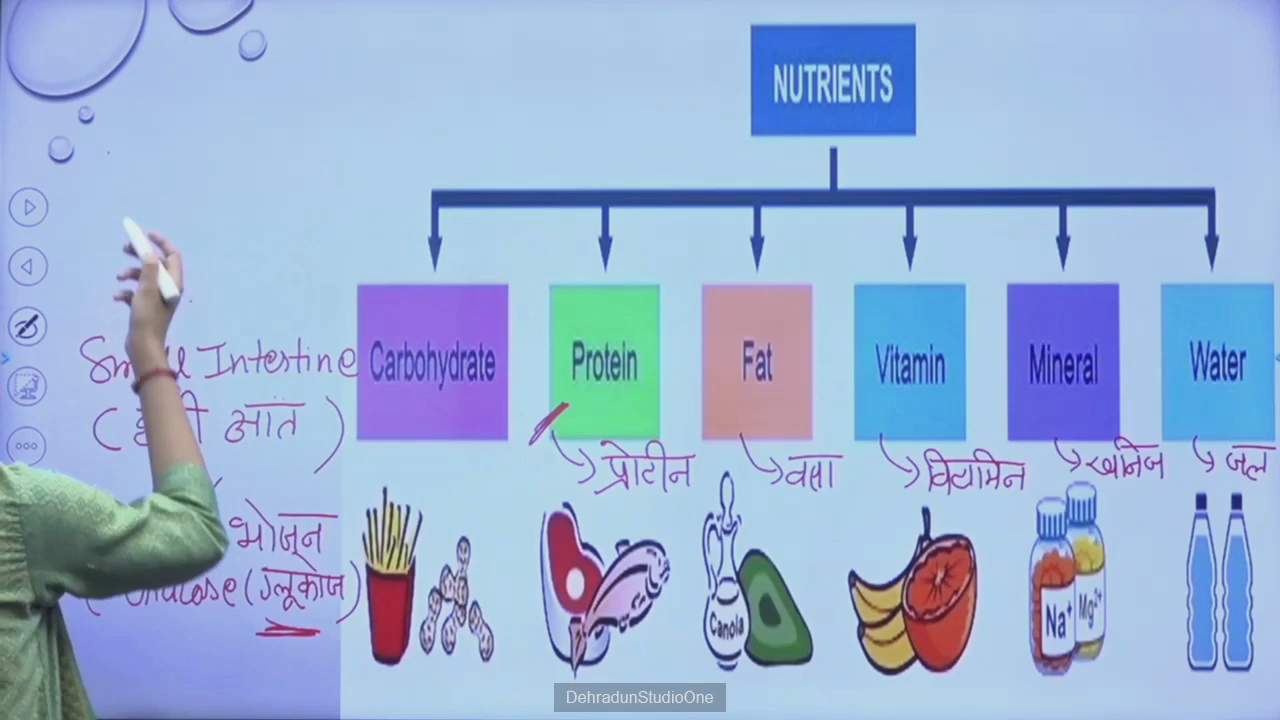 NUTRIENTS
Carbohydrate Protein Fat Vitamin Mineral Water
Intestine
आंत )
प्रोटीन वसा विटामिन खनिज जल
भोजन
(ग्लूकोज)
Canola Na⁺ Mg²⁺
DehradunStudioOne